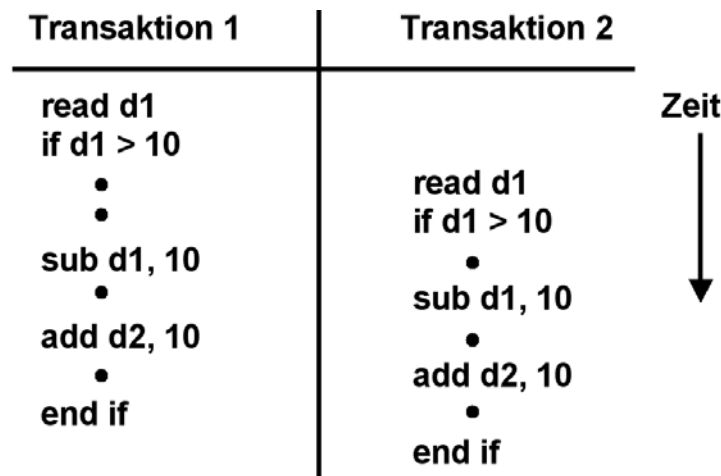 Transaktion 1
read d1
if d1 > 10
•
•
sub d1, 10
•
add d2, 10
•
end if
Transaktion 2
read d1
if d1 > 10
•
sub d1, 10
•
add d2, 10
•
end if
Zeit